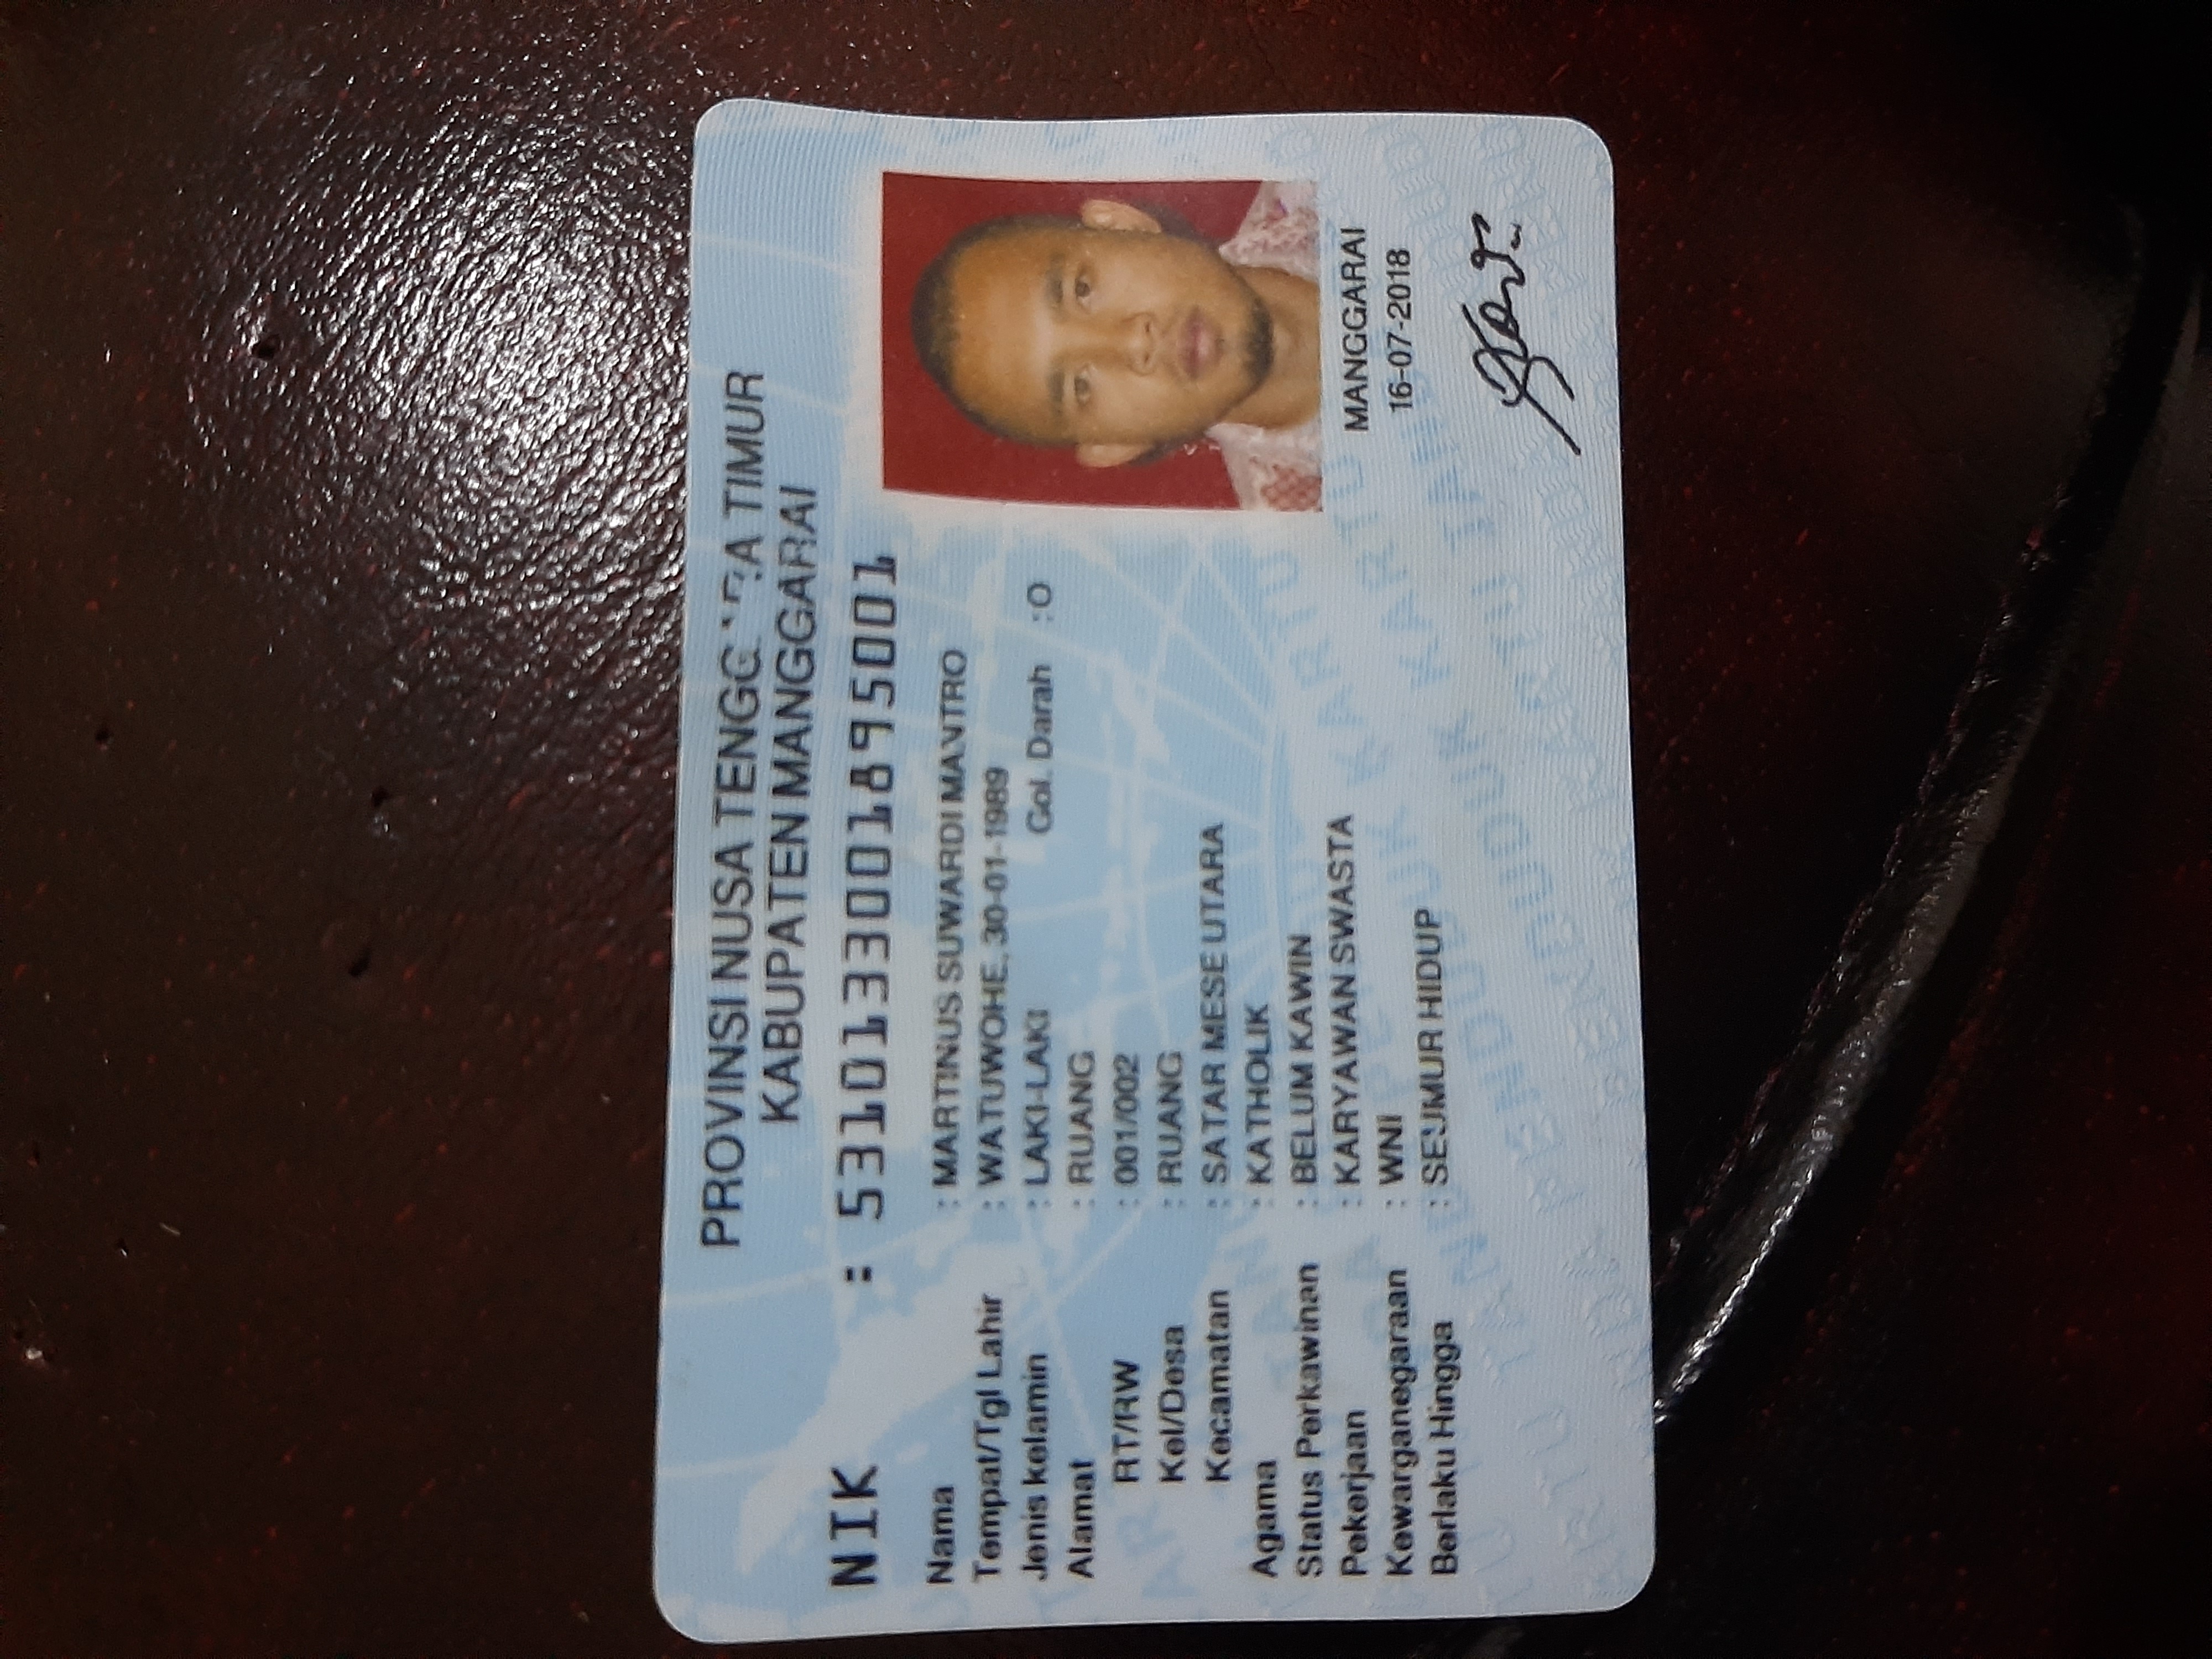 PROVINSI NUSA TENGGARA TIMUR
KABUPATEN MANGGARAI
NIK : 5310133001895001
Nama : MARTINUS SUWARDI MANTRO
Tempat/Tgl Lahir : WATUWOHE, 30-01-1989
Jenis kelamin : LAKI-LAKI Gol. Darah : O
Alamat : RUANG
RT/RW : 001/002
Kel/Desa : RUANG
Kecamatan : SATAR MESE UTARA
Agama : KATHOLIK
Status Perkawinan : BELUM KAWIN
Pekerjaan : KARYAWAN SWASTA
Kewarganegaraan : WNI
Berlaku Hingga : SEUMUR HIDUP
MANGGARAI
16-07-2018